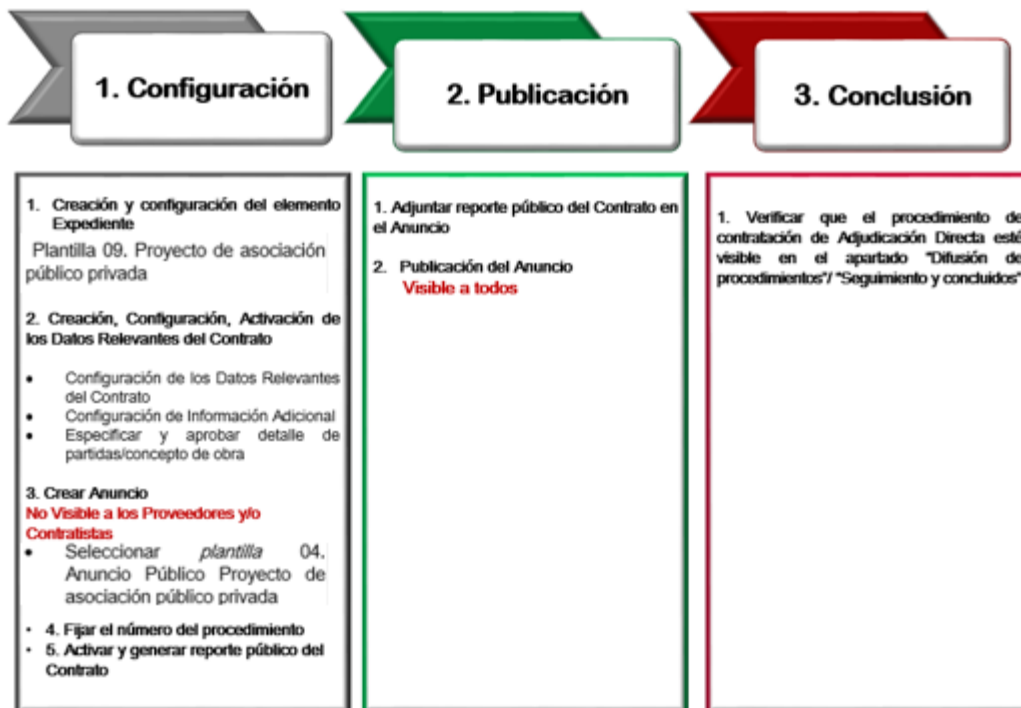 1. Configuración
2. Publicación
3. Conclusión
1. Creación y configuración del elemento
Expediente
Plantilla 09. Proyecto de asociación
público privada
2. Creación, Configuración, Activación de
los Datos Relevantes del Contrato
• Configuración de los Datos Relevantes
del Contrato
• Configuración de Información Adicional
• Especificar y aprobar detalle de
partidas/concepto de obra
3. Crear Anuncio
No Visible a los Proveedores y/o
Contratistas
• Seleccionar plantilla 04.
Anuncio Público Proyecto de
asociación público privada
• 4. Fijar el número del procedimiento
• 5. Activar y generar reporte público del
Contrato
1. Adjuntar reporte público del Contrato en
el Anuncio
2. Publicación del Anuncio
Visible a todos
1. Verificar que el procedimiento de
contratación de Adjudicación Directa esté
visible en el apartado "Difusión de
procedimientos"/ "Seguimiento y concluidos"